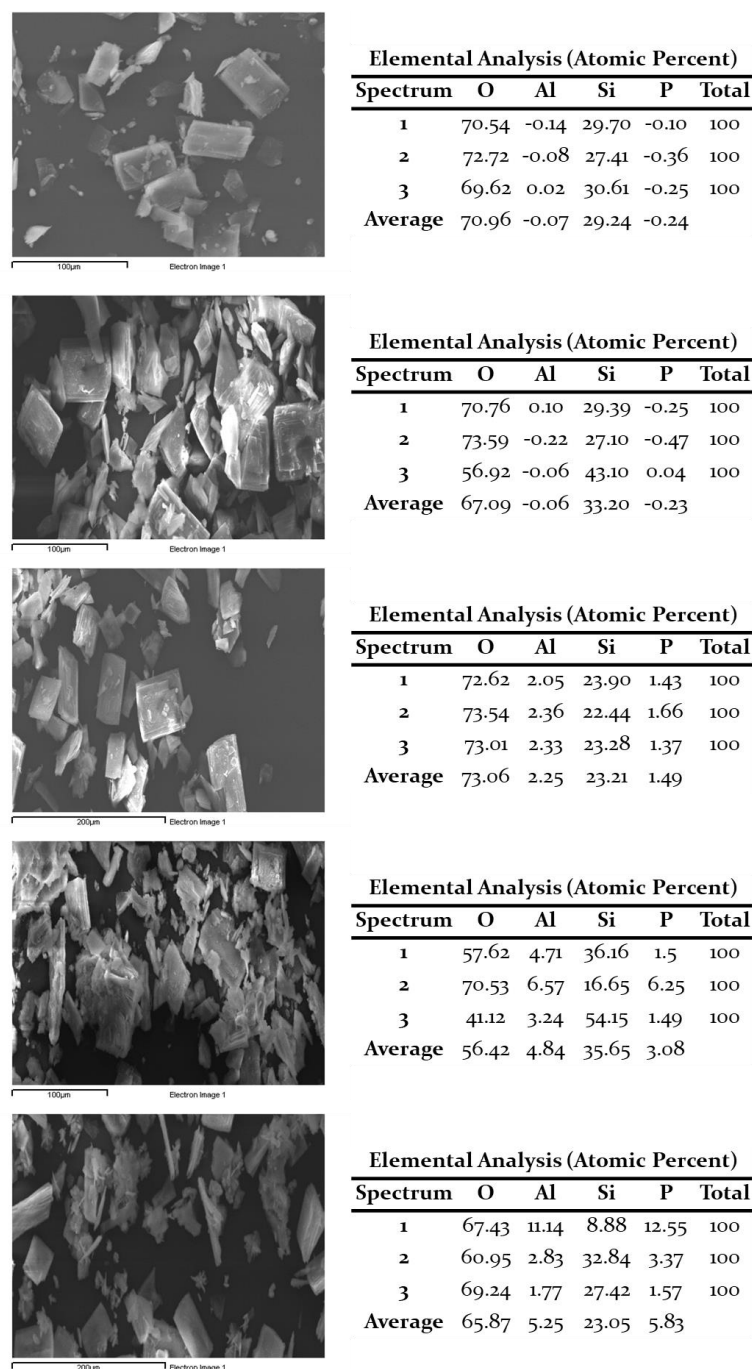 Elemental Analysis (Atomic Percent)
Spectrum O Al Si P Total
1 70.54 -0.14 29.70 -0.10 100
2 72.72 -0.08 27.41 -0.36 100
3 69.62 0.02 30.61 -0.25 100
Average 70.96 -0.07 29.24 -0.24
100µm Electron Image 1
Elemental Analysis (Atomic Percent)
Spectrum O Al Si P Total
1 70.76 0.10 29.39 -0.25 100
2 73.59 -0.22 27.10 -0.47 100
3 56.92 -0.06 43.10 0.04 100
Average 67.09 -0.06 33.20 -0.23
100µm Electron Image 1
Elemental Analysis (Atomic Percent)
Spectrum O Al Si P Total
1 72.62 2.05 23.90 1.43 100
2 73.54 2.36 22.44 1.66 100
3 73.01 2.33 23.28 1.37 100
Average 73.06 2.25 23.21 1.49
200µm Electron Image 1
Elemental Analysis (Atomic Percent)
Spectrum O Al Si P Total
1 57.62 4.71 36.16 1.5 100
2 70.53 6.57 16.65 6.25 100
3 41.12 3.24 54.15 1.49 100
Average 56.42 4.84 35.65 3.08
100µm Electron Image 1
Elemental Analysis (Atomic Percent)
Spectrum O Al Si P Total
1 67.43 11.14 8.88 12.55 100
2 60.95 2.83 32.84 3.37 100
3 69.24 1.77 27.42 1.57 100
Average 65.87 5.25 23.05 5.83
200µm Electron Image 1